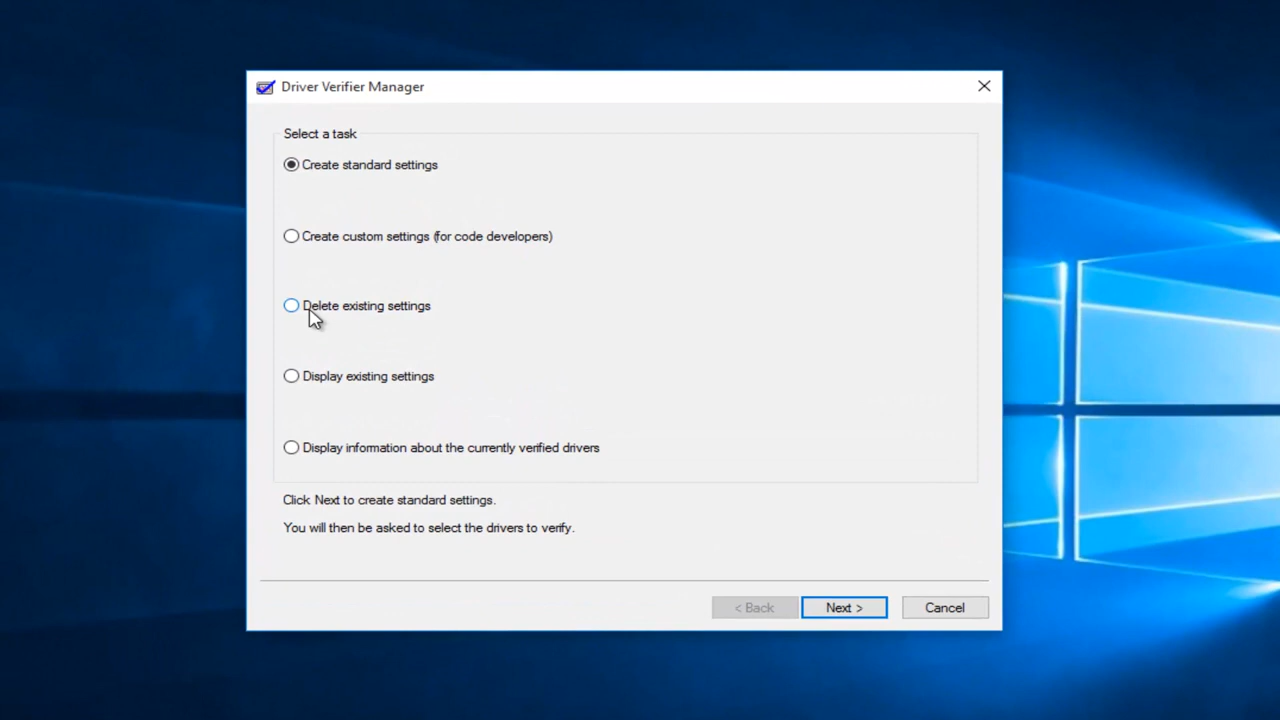 Driver Verifier Manager
Select a task
Create standard settings
Create custom settings (for code developers)
Delete existing settings
Display existing settings
Display information about the currently verified drivers
Click Next to create standard settings.
You will then be asked to select the drivers to verify.
< Back Next > Cancel